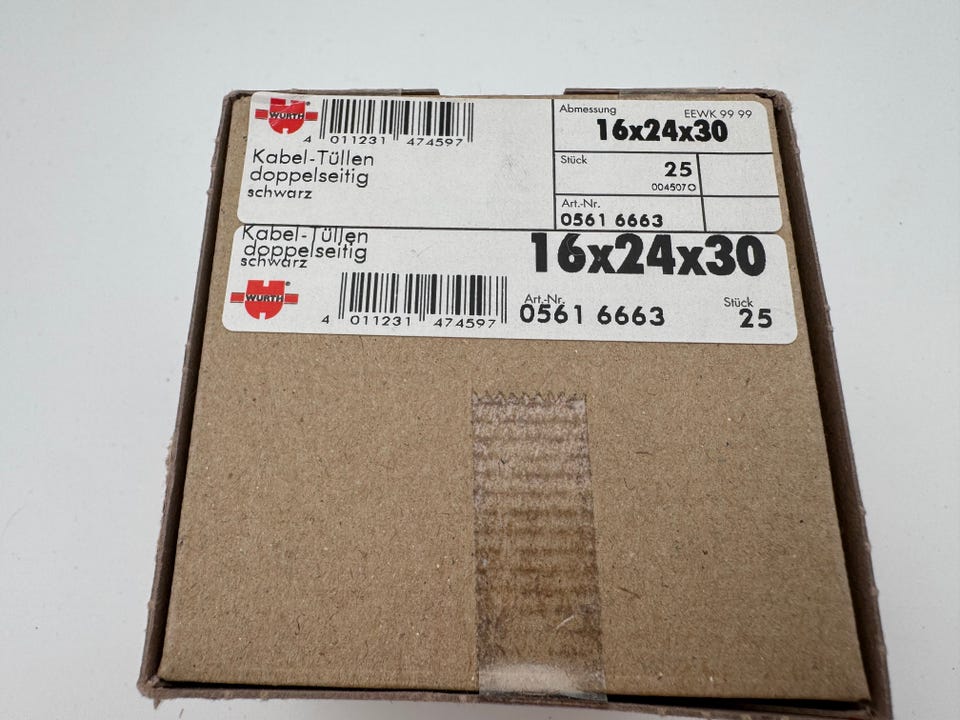 WÜRTH
4 011231 474597
Kabel-Tüllen
doppelseitig
schwarz
Abmessung EEWK 99 99
16x24x30
Stück
25
004507O
Art.-Nr.
0561 6663
Kabel-Tüllen
doppelseitig
schwarz
16x24x30
WÜRTH
4 011231 474597
Art.-Nr.
0561 6663
Stück
25